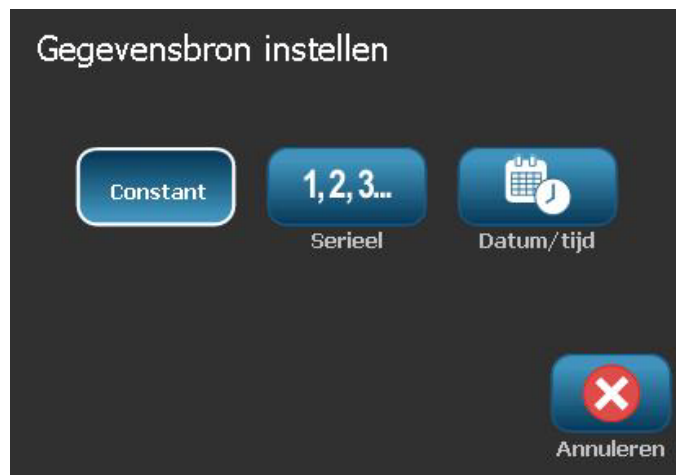 Gegevensbron instellen
Constant
1,2,3...
Serieel
Datum/tijd
Annuleren